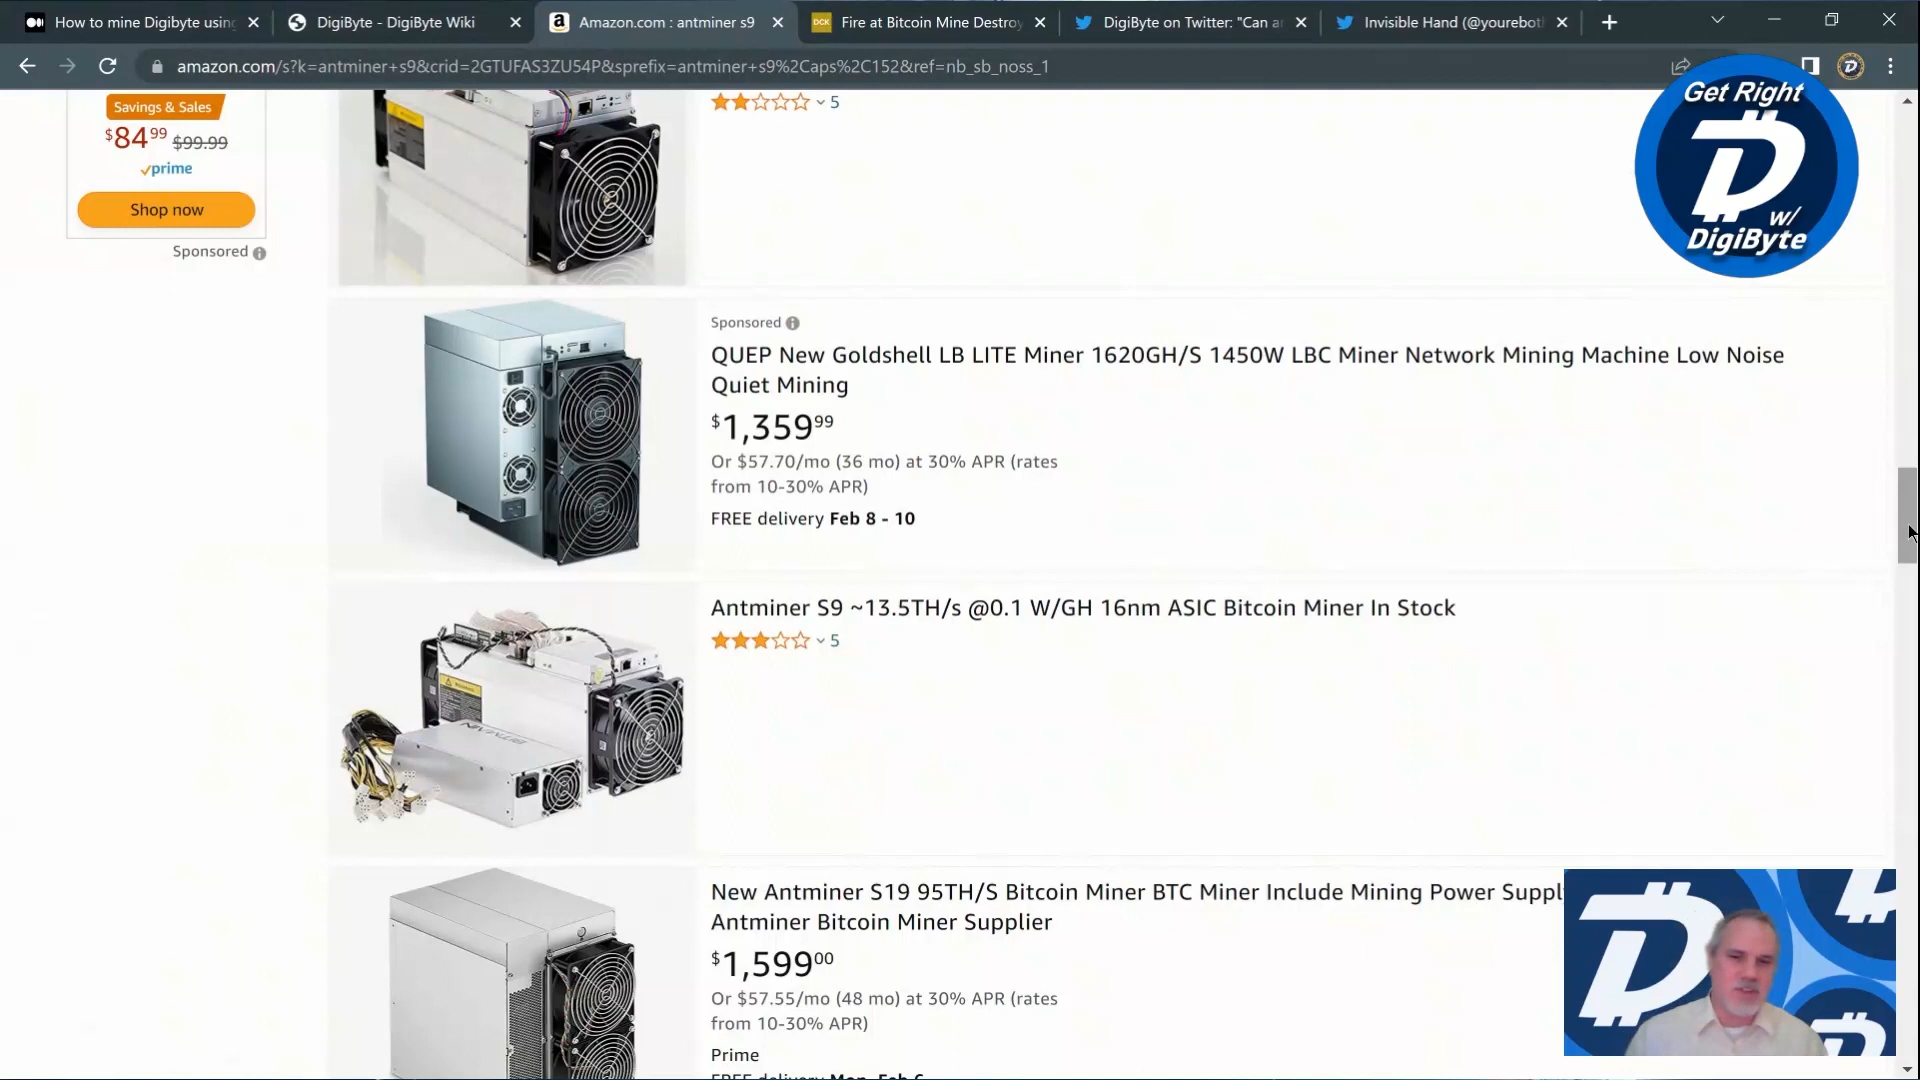 How to mine Digibyte using
DigiByte - DigiByte Wiki
Amazon.com : antminer s9
DCK
Fire at Bitcoin Mine Destroy
DigiByte on Twitter: "Can a
Invisible Hand (@yourebot
amazon.com/s?k=antminer+s9&crid=2GTUFAS3ZU54P&sprefix=antminer+s9%2Caps%2C152&ref=nb_sb_noss_1
Get Right
w/
DigiByte
Savings & Sales
$84.99 $99.99
prime
Shop now
Sponsored
5
Sponsored
QUEP New Goldshell LB LITE Miner 1620GH/S 1450W LBC Miner Network Mining Machine Low Noise
Quiet Mining
$1,359.99
Or $57.70/mo (36 mo) at 30% APR (rates
from 10-30% APR)
FREE delivery Feb 8 - 10
Antminer S9 ~13.5TH/s @0.1 W/GH 16nm ASIC Bitcoin Miner In Stock
5
BITMAIN
New Antminer S19 95TH/S Bitcoin Miner BTC Miner Include Mining Power Suppl
Antminer Bitcoin Miner Supplier
$1,599.00
Or $57.55/mo (48 mo) at 30% APR (rates
from 10-30% APR)
Prime
FREE delivery Mon, Feb 6